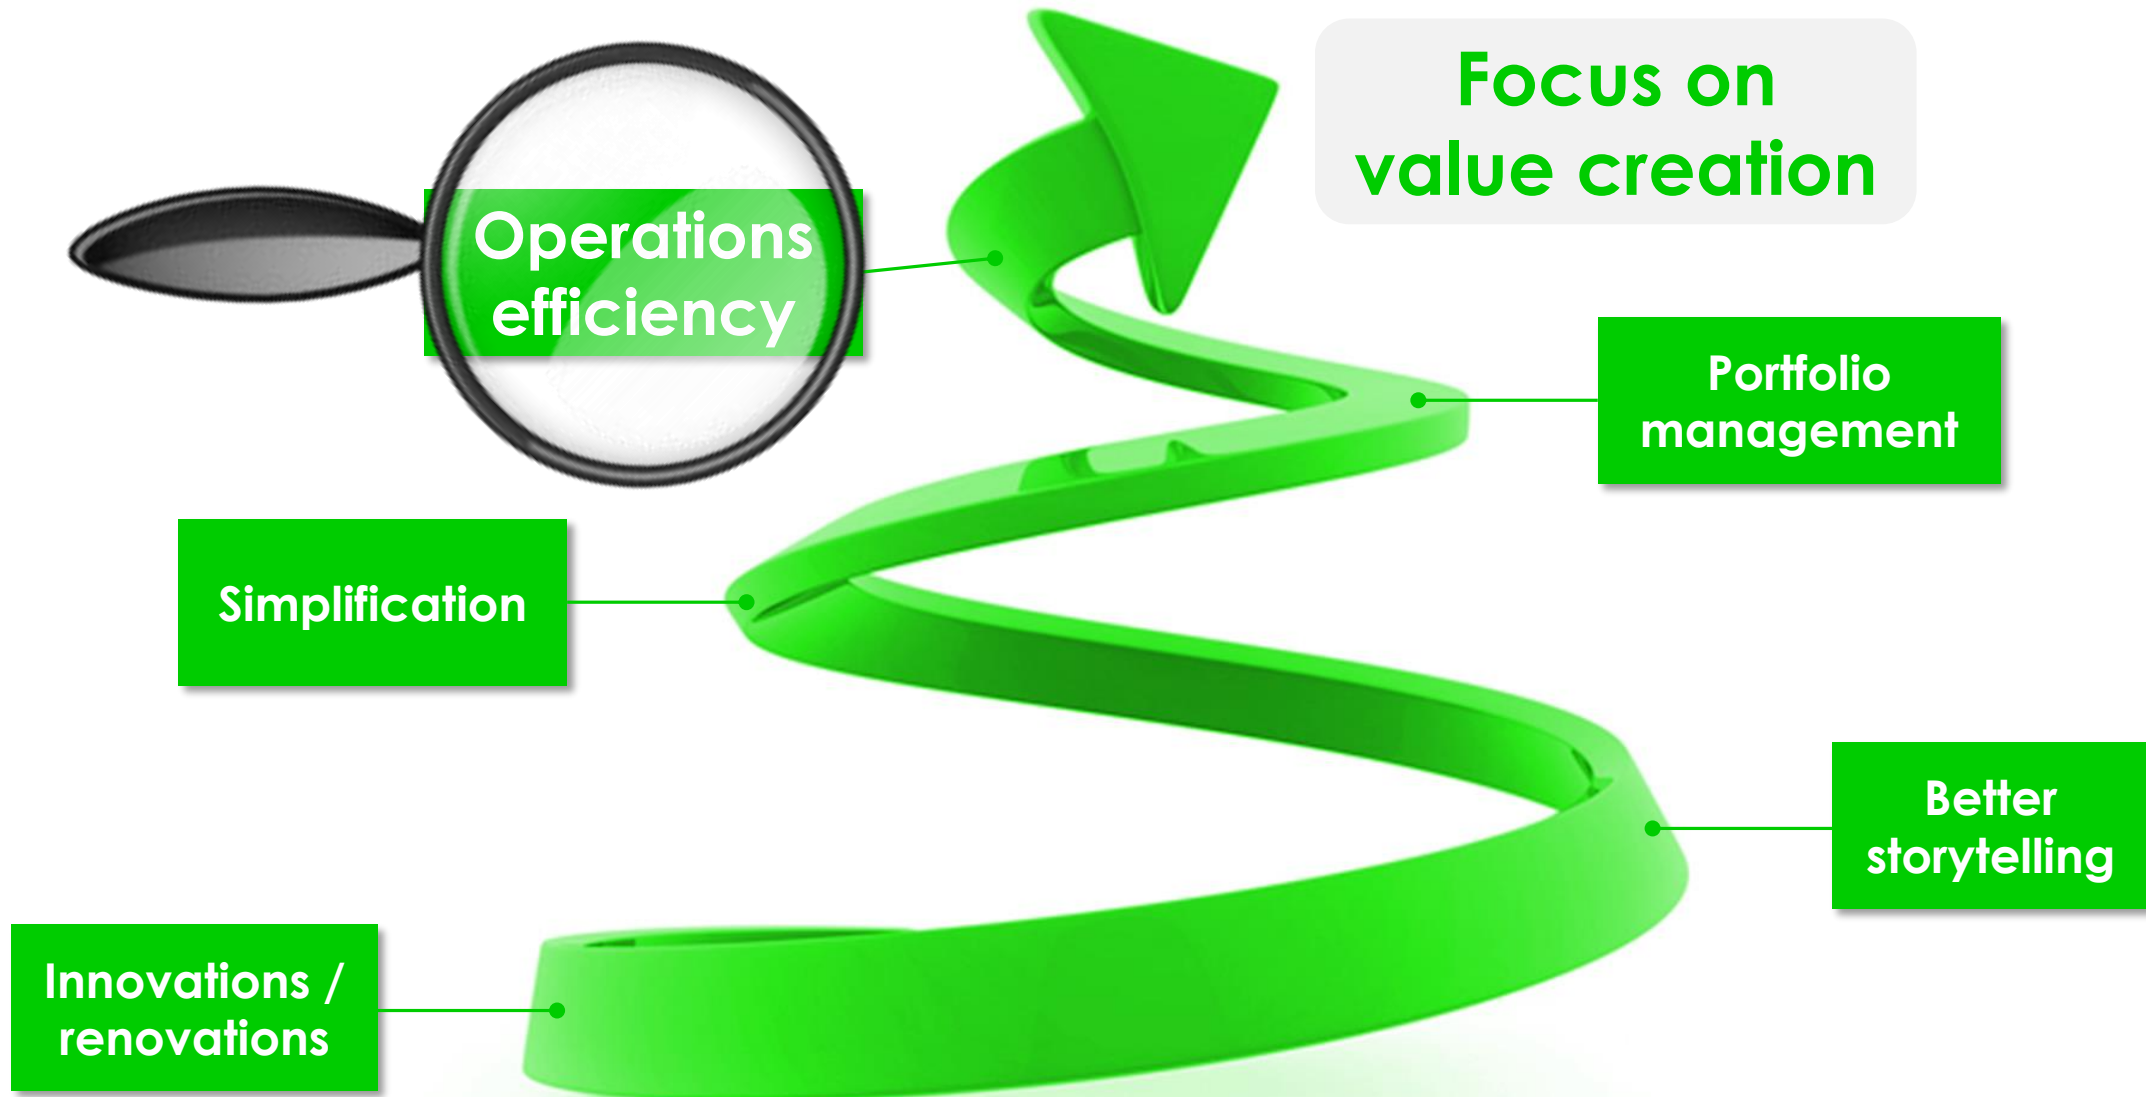 Focus on
value creation
Operations
efficiency
Portfolio
management
Simplification
Better
storytelling
Innovations /
renovations